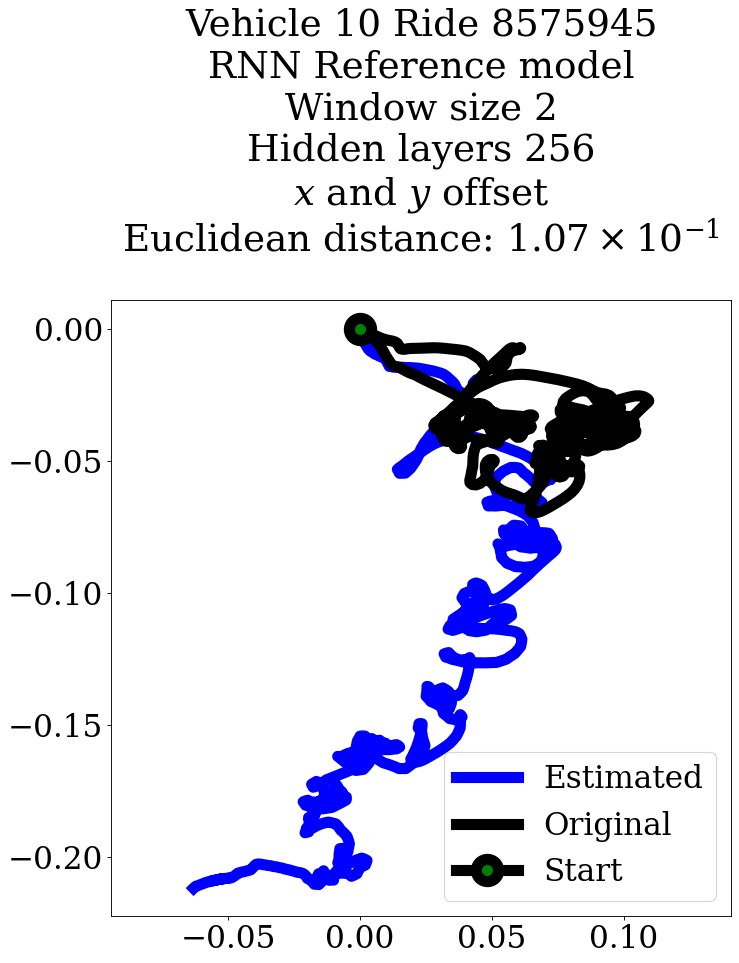 Vehicle 10 Ride 8575945
RNN Reference model
Window size 2
Hidden layers 256
x and y offset
Euclidean distance: 1.07 × 10⁻¹
0.00
−0.05
−0.10
−0.15
−0.20
Estimated
Original
Start
−0.05 0.00 0.05 0.10